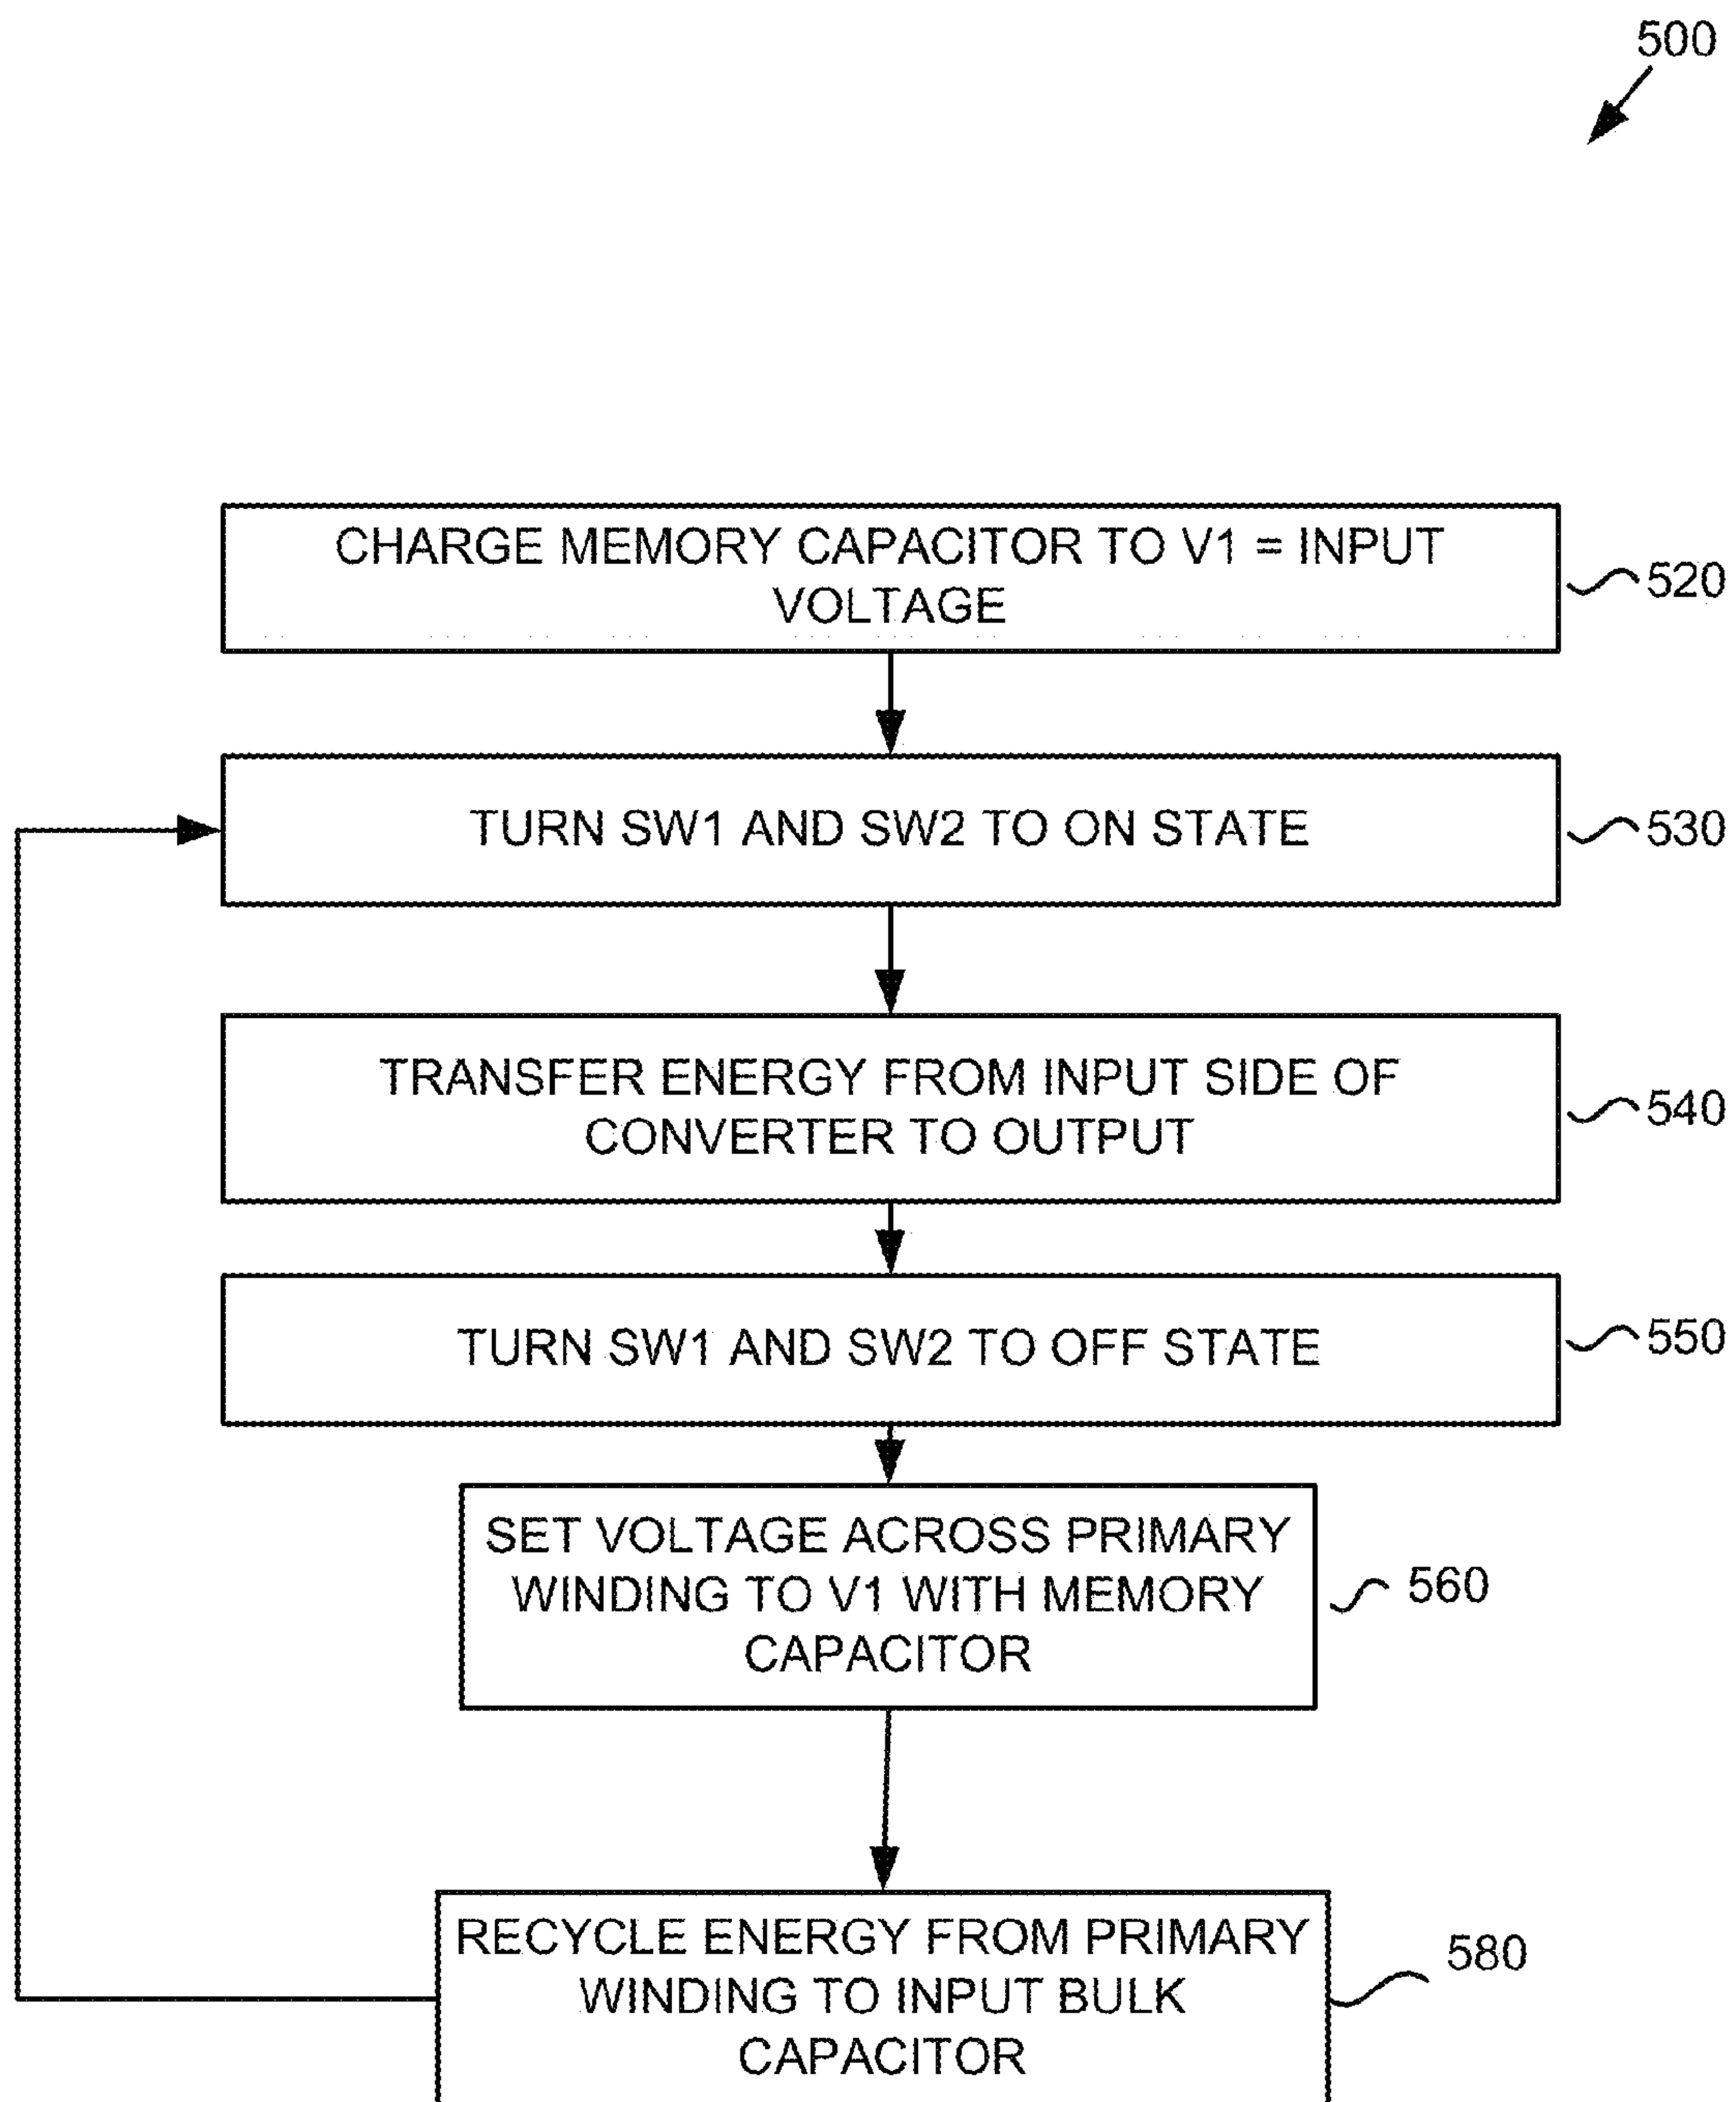 500
CHARGE MEMORY CAPACITOR TO V1 = INPUT
VOLTAGE
520
TURN SW1 AND SW2 TO ON STATE
530
TRANSFER ENERGY FROM INPUT SIDE OF
CONVERTER TO OUTPUT
540
TURN SW1 AND SW2 TO OFF STATE
550
SET VOLTAGE ACROSS PRIMARY
WINDING TO V1 WITH MEMORY
CAPACITOR
560
RECYCLE ENERGY FROM PRIMARY
WINDING TO INPUT BULK
CAPACITOR
580